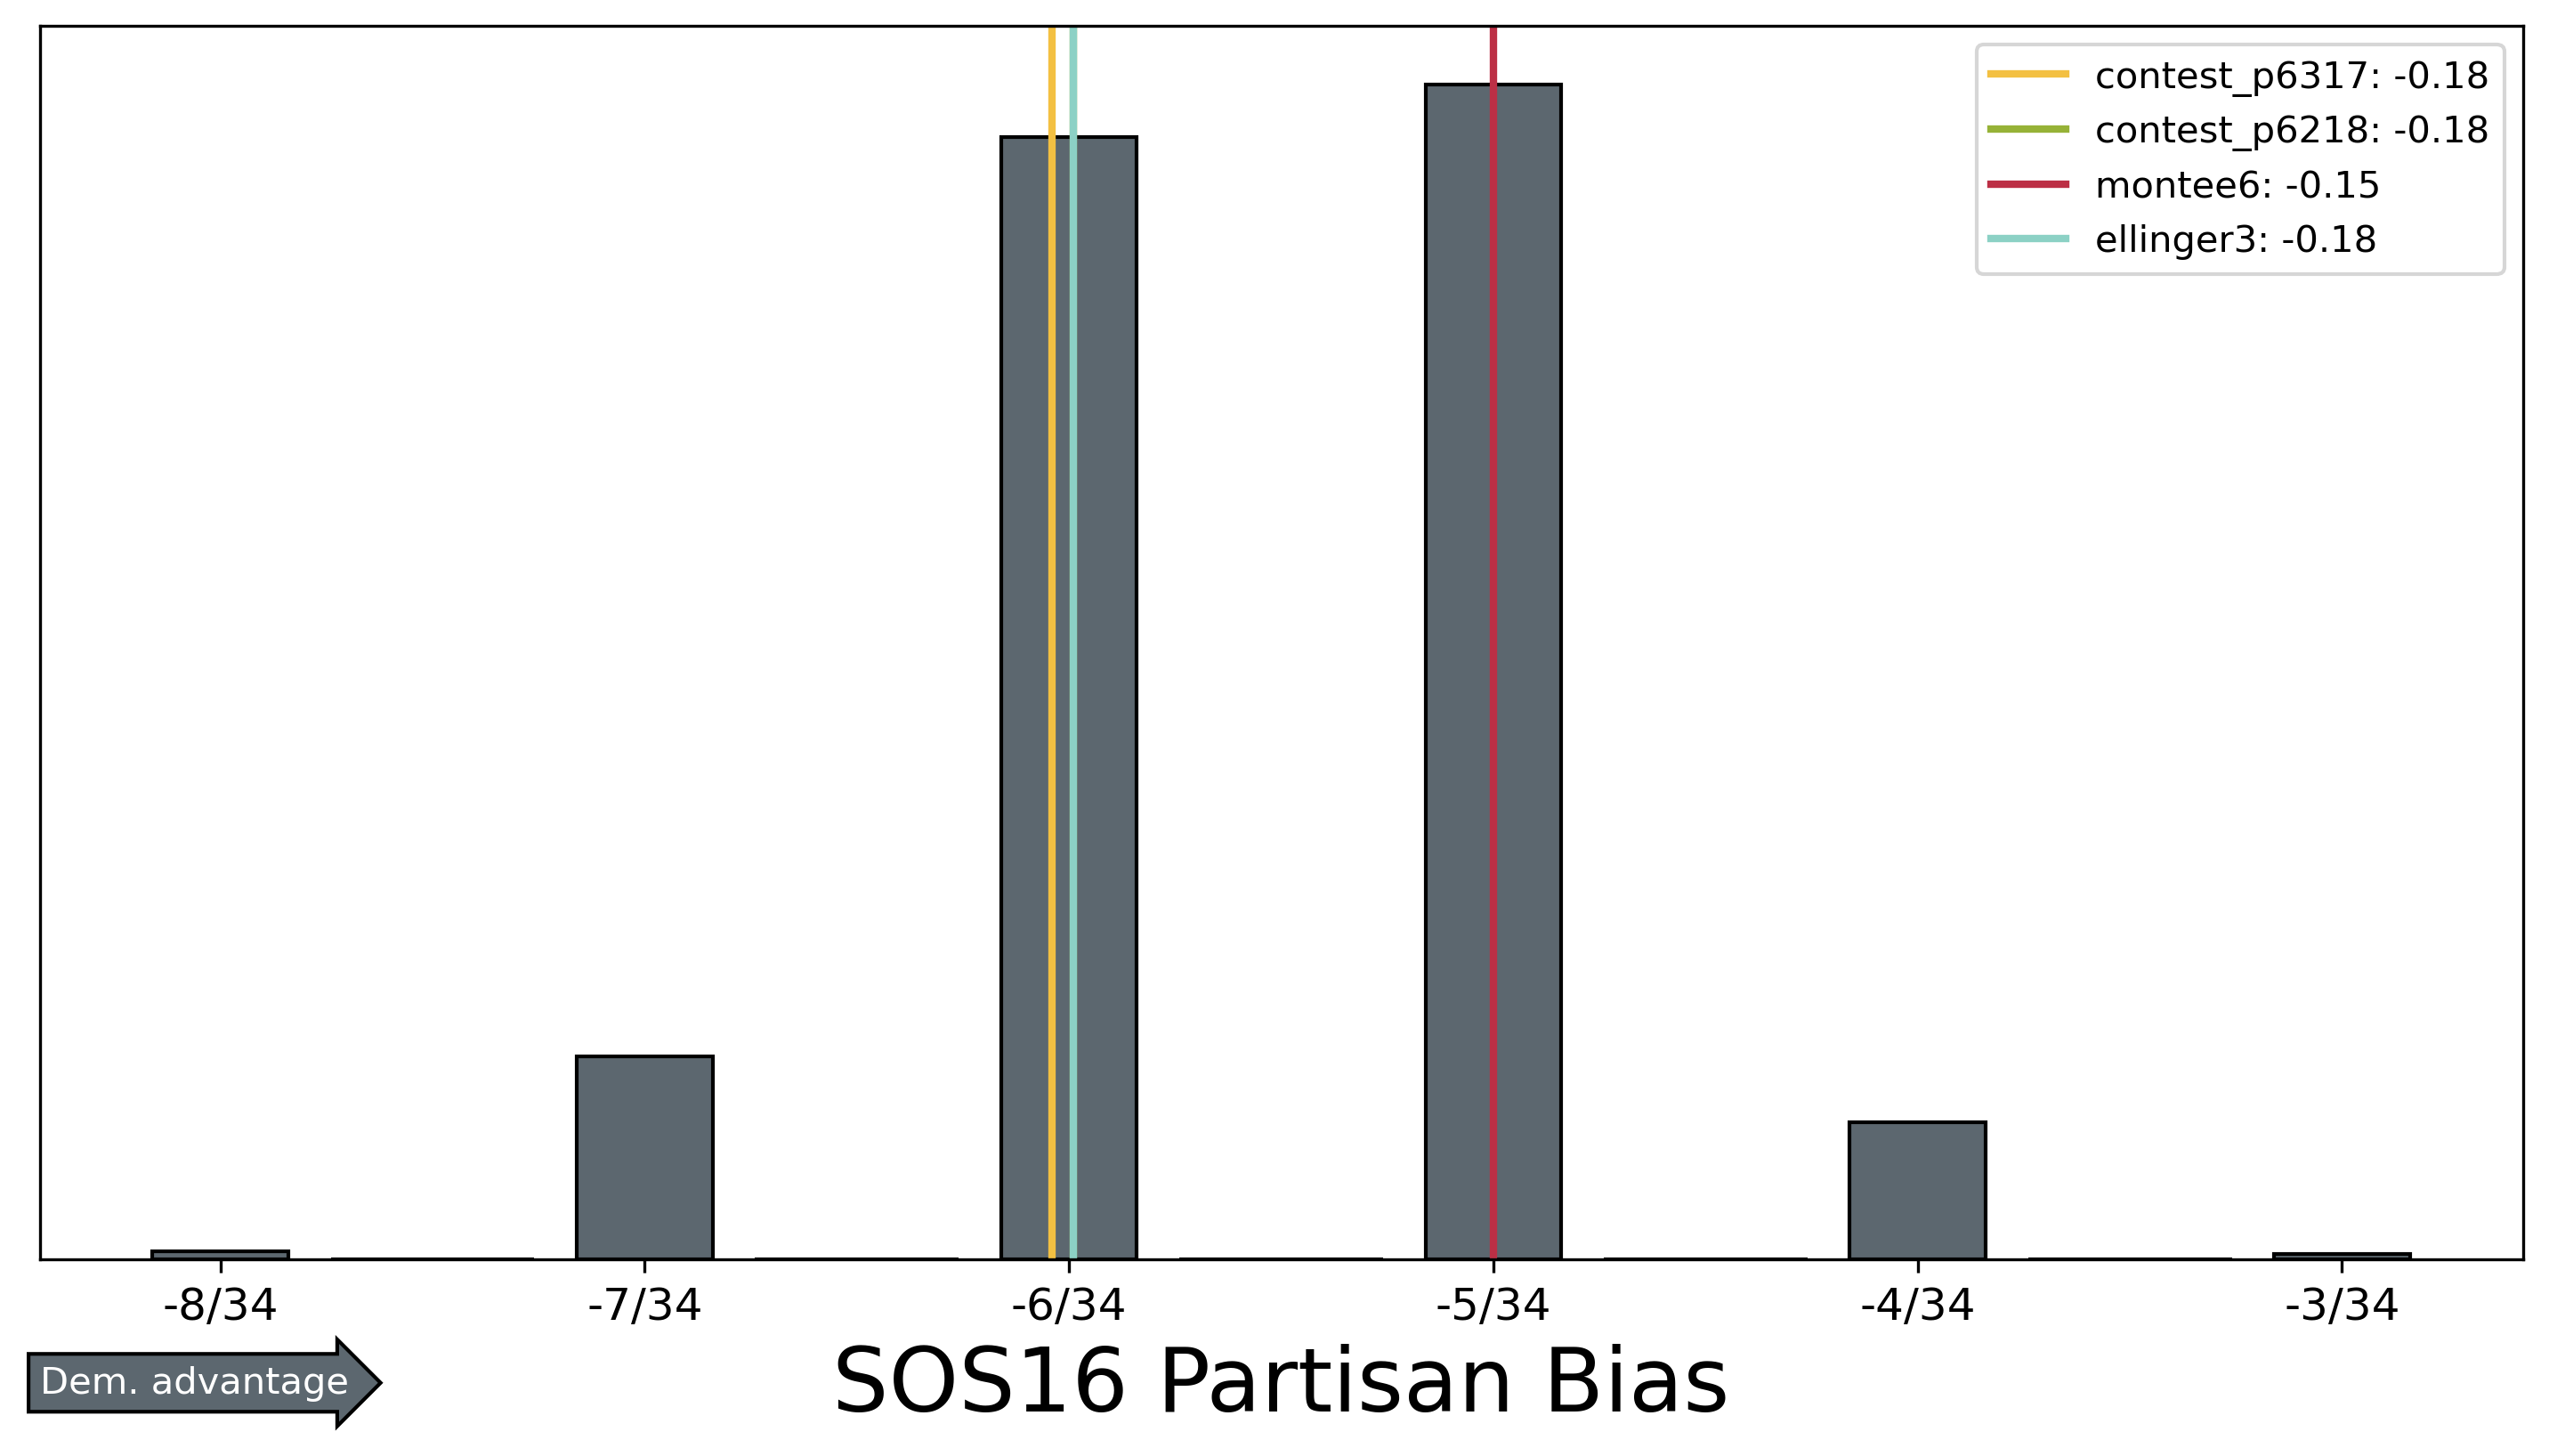 contest_p6317: -0.18
contest_p6218: -0.18
montee6: -0.15
ellinger3: -0.18
-8/34 -7/34 -6/34 -5/34 -4/34 -3/34
Dem. advantage
SOS16 Partisan Bias